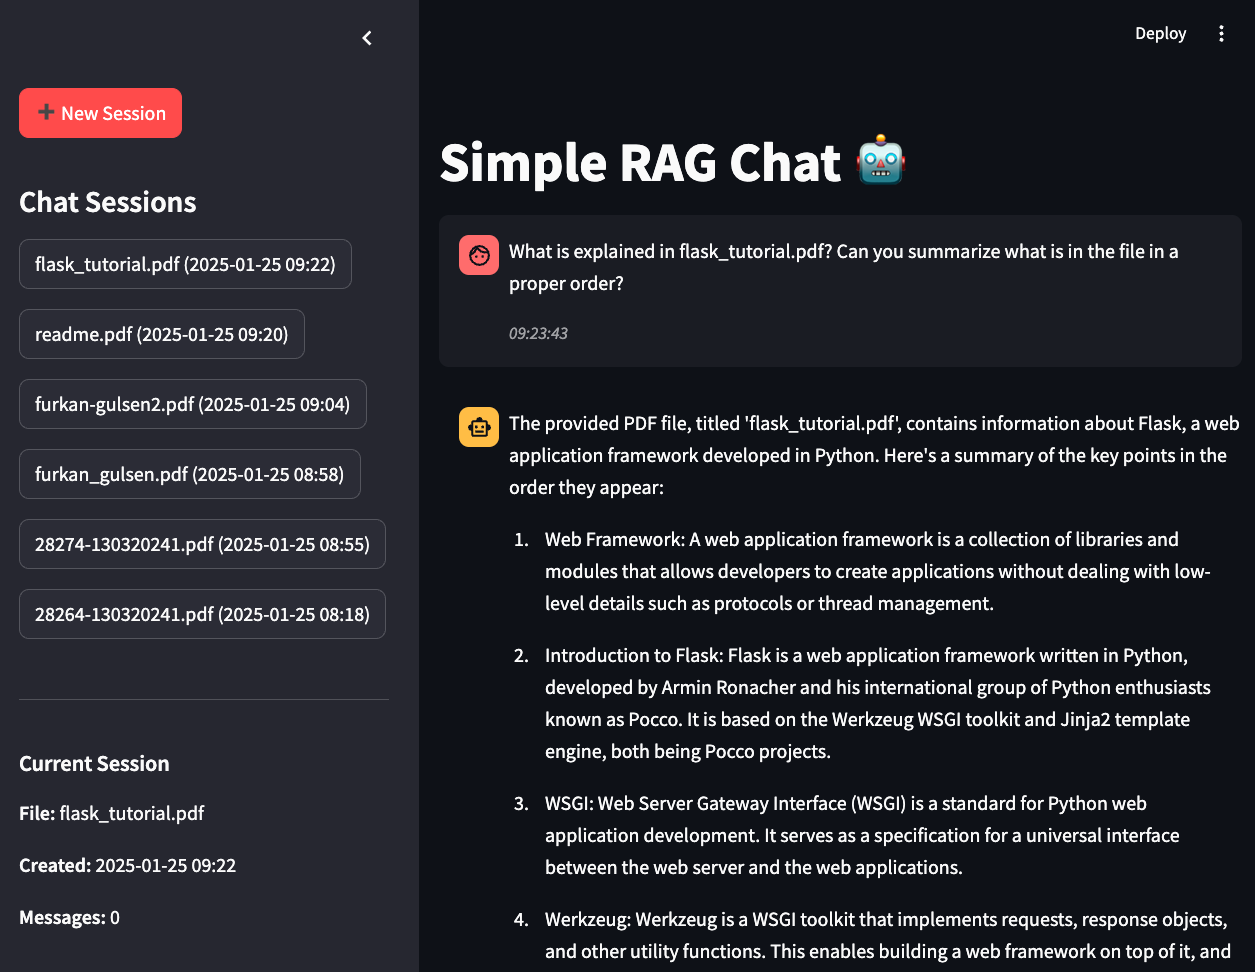 New Session
Chat Sessions
flask_tutorial.pdf (2025-01-25 09:22)
readme.pdf (2025-01-25 09:20)
furkan-gulsen2.pdf (2025-01-25 09:04)
furkan_gulsen.pdf (2025-01-25 08:58)
28274-130320241.pdf (2025-01-25 08:55)
28264-130320241.pdf (2025-01-25 08:18)
Current Session
File: flask_tutorial.pdf
Created: 2025-01-25 09:22
Messages: 0
Deploy
Simple RAG Chat
What is explained in flask_tutorial.pdf? Can you summarize what is in the file in a
proper order?
09:23:43
The provided PDF file, titled 'flask_tutorial.pdf', contains information about Flask, a web
application framework developed in Python. Here's a summary of the key points in the
order they appear:
1. Web Framework: A web application framework is a collection of libraries and
modules that allows developers to create applications without dealing with low-
level details such as protocols or thread management.
2. Introduction to Flask: Flask is a web application framework written in Python,
developed by Armin Ronacher and his international group of Python enthusiasts
known as Pocco. It is based on the Werkzeug WSGI toolkit and Jinja2 template
engine, both being Pocco projects.
3. WSGI: Web Server Gateway Interface (WSGI) is a standard for Python web
application development. It serves as a specification for a universal interface
between the web server and the web applications.
4. Werkzeug: Werkzeug is a WSGI toolkit that implements requests, response objects,
and other utility functions. This enables building a web framework on top of it, and